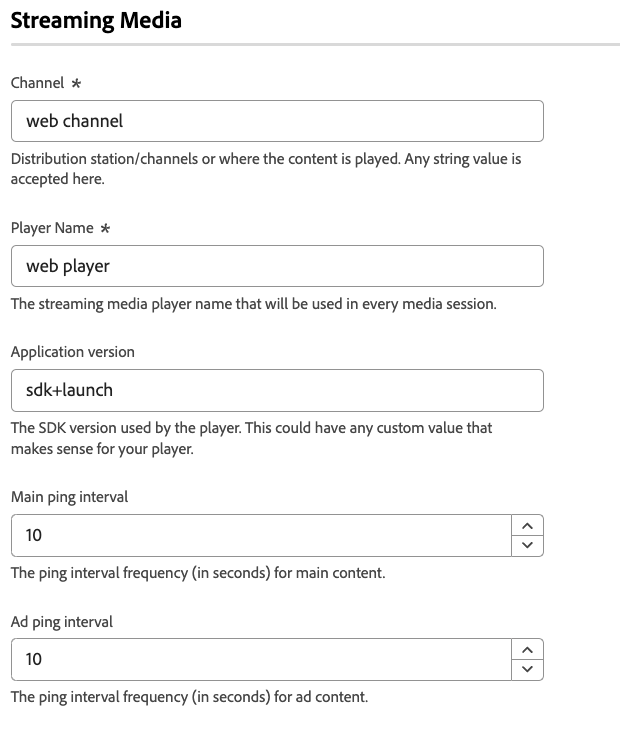 Streaming Media
Channel *
web channel
Distribution station/channels or where the content is played. Any string value is
accepted here.
Player Name *
web player
The streaming media player name that will be used in every media session.
Application version
sdk+launch
The SDK version used by the player. This could have any custom value that
makes sense for your player.
Main ping interval
10
The ping interval frequency (in seconds) for main content.
Ad ping interval
10
The ping interval frequency (in seconds) for ad content.